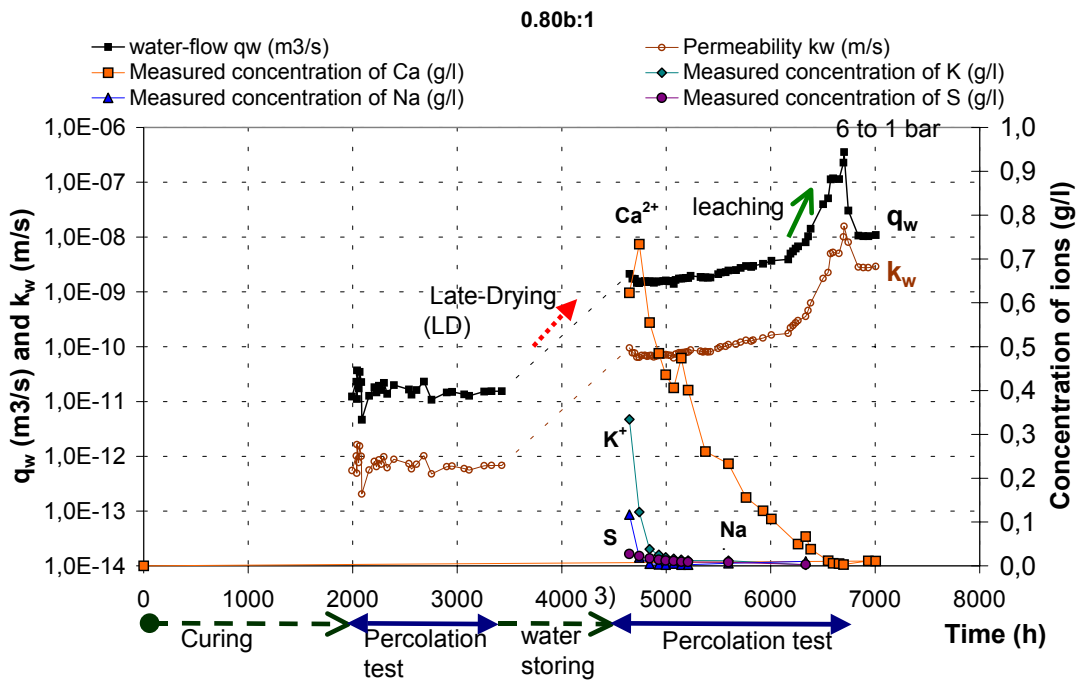 0.80b:1
water-flow qw (m3/s)
Permeability kw (m/s)
Measured concentration of Ca (g/l)
Measured concentration of K (g/l)
Measured concentration of Na (g/l)
Measured concentration of S (g/l)
q_w (m3/s) and k_w (m/s)
1,0E-06
1,0E-07
1,0E-08
1,0E-09
1,0E-10
1,0E-11
1,0E-12
1,0E-13
1,0E-14
6 to 1 bar
Ca²⁺
leaching
q_w
k_w
Late-Drying
(LD)
K⁺
S
Na
1,0
0,9
0,8
0,7
0,6
0,5
0,4
0,3
0,2
0,1
0,0
Concentration of ions (g/l)
0 1000 2000 3000 4000 5000 6000 7000 8000
3)
Curing
Percolation
test
water
storing
Percolation test
Time (h)